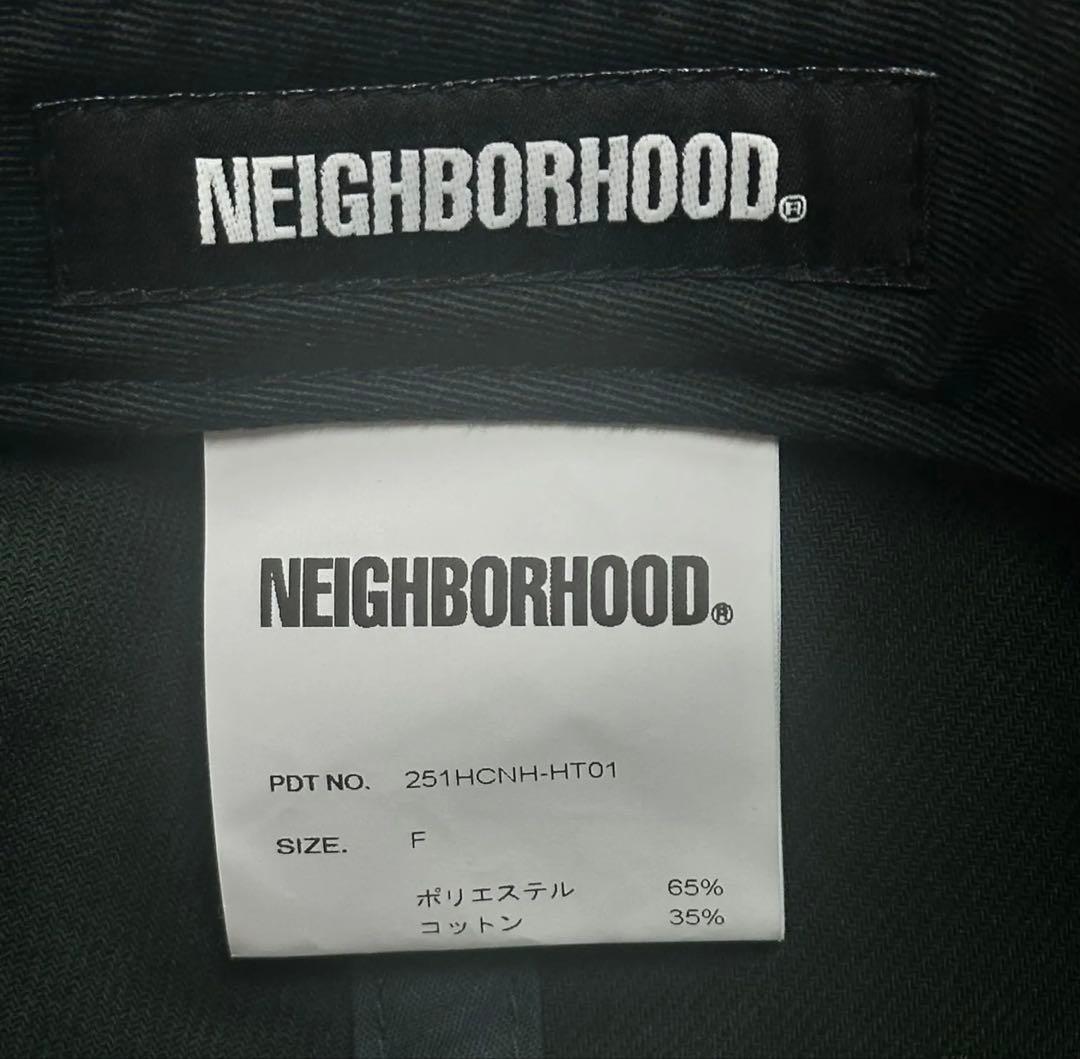 NEIGHBORHOOD®
NEIGHBORHOOD®
PDT NO. 251HCNH-HT01
SIZE. F
ポリエステル 65%
コットン 35%